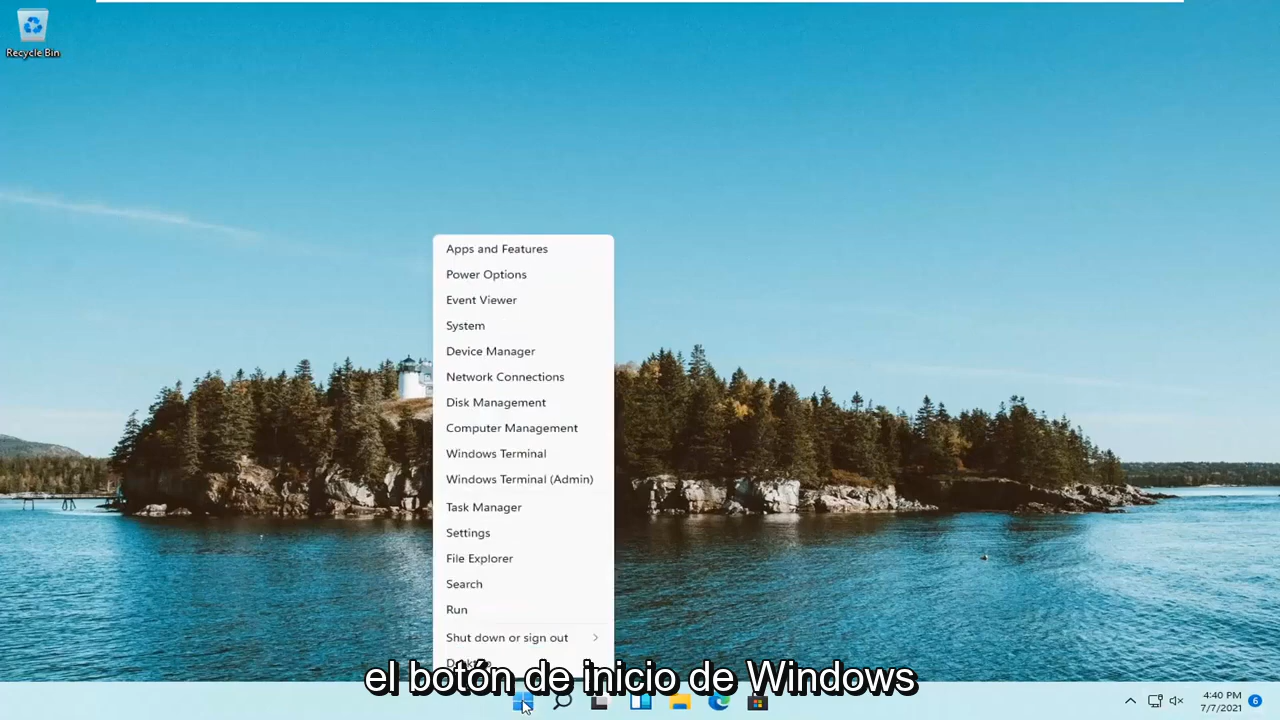 Recycle Bin
Apps and Features
Power Options
Event Viewer
System
Device Manager
Network Connections
Disk Management
Computer Management
Windows Terminal
Windows Terminal (Admin)
Task Manager
Settings
File Explorer
Search
Run
Shut down or sign out
el botón de inicio de Windows
4:40 PM
7/7/2021
6